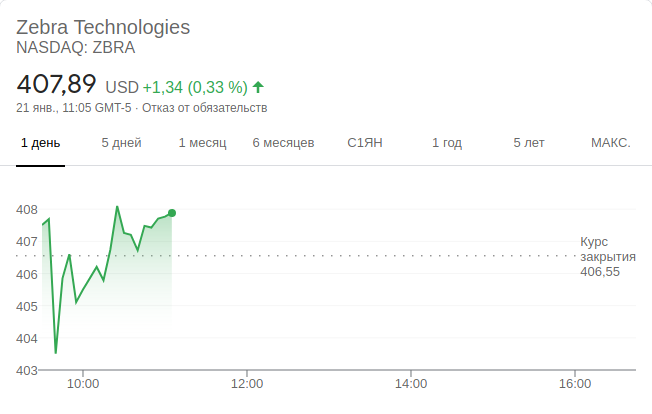 Zebra Technologies
NASDAQ: ZBRA
407,89 USD +1,34 (0,33 %)
21 янв., 11:05 GMT-5 · Отказ от обязательств
1 день 5 дней 1 месяц 6 месяцев С1ЯН 1 год 5 лет МАКС.
408
407
Курс
закрытия
406,55
406
405
404
403
10:00 12:00 14:00 16:00